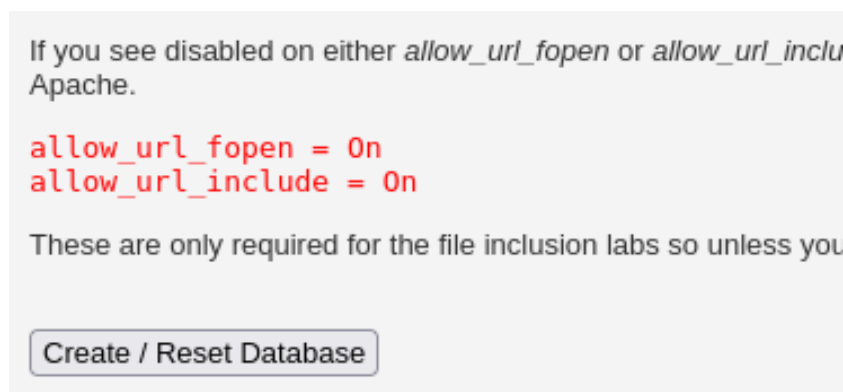 If you see disabled on either allow_url_fopen or allow_url_inclu
Apache.
allow_url_fopen = On
allow_url_include = On
These are only required for the file inclusion labs so unless you
Create / Reset Database